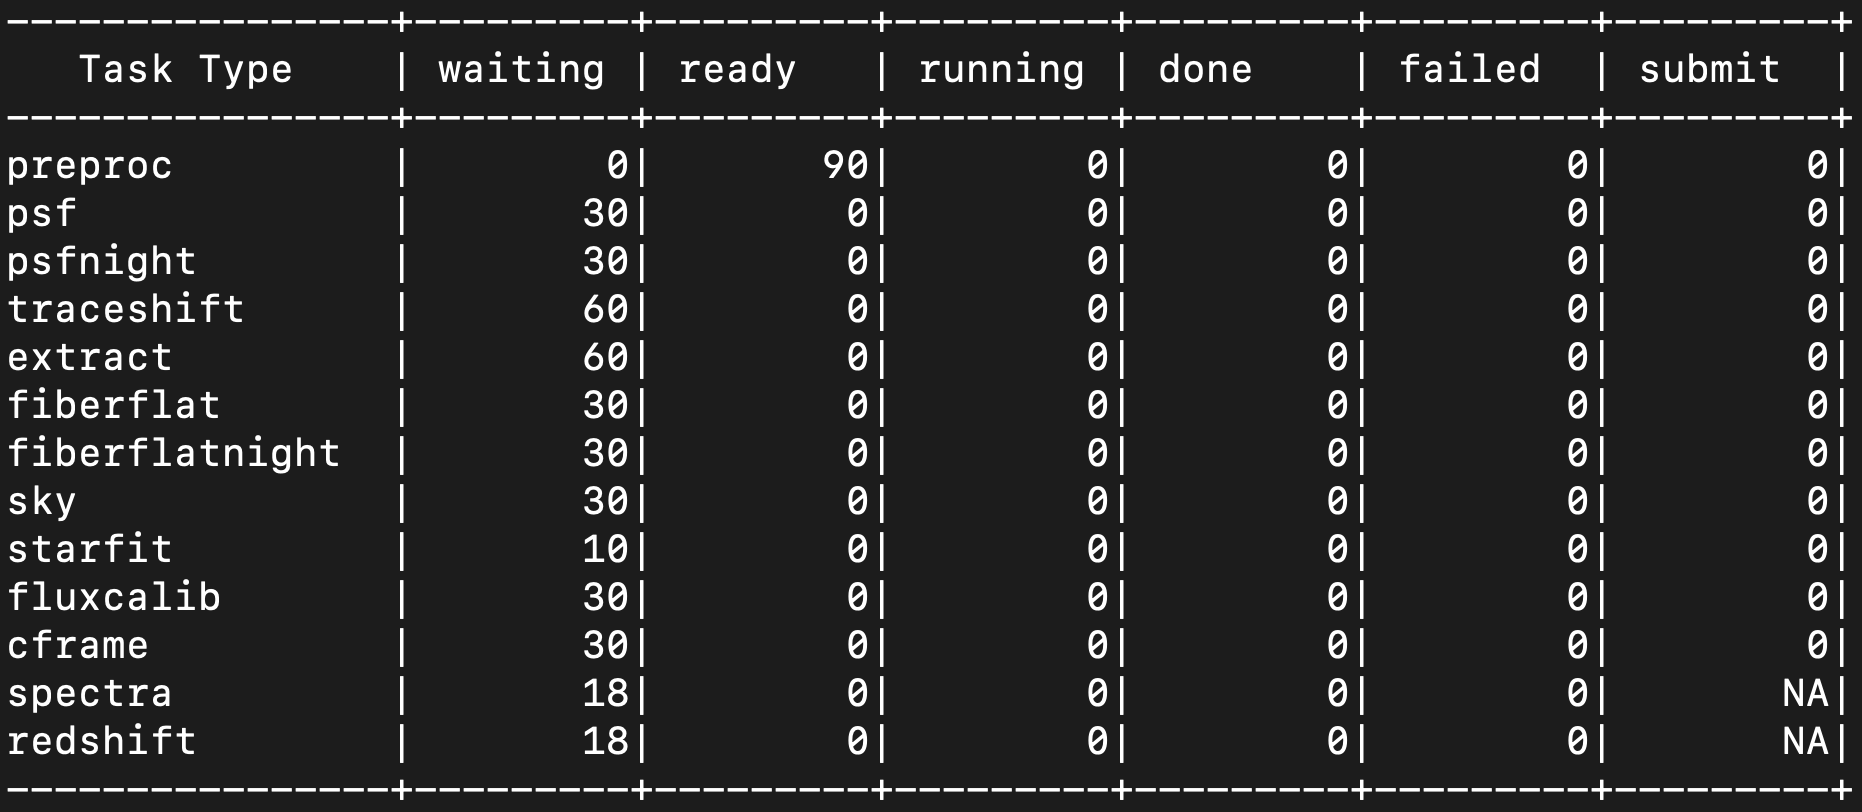 ----------------+---------+---------+---------+---------+---------+---------+
   Task Type    | waiting | ready   | running | done    | failed  | submit  |
----------------+---------+---------+---------+---------+---------+---------+
preproc         |        0|       90|        0|        0|        0|        0|
psf             |       30|        0|        0|        0|        0|        0|
psfnight        |       30|        0|        0|        0|        0|        0|
traceshift      |       60|        0|        0|        0|        0|        0|
extract         |       60|        0|        0|        0|        0|        0|
fiberflat       |       30|        0|        0|        0|        0|        0|
fiberflatnight  |       30|        0|        0|        0|        0|        0|
sky             |       30|        0|        0|        0|        0|        0|
starfit         |       10|        0|        0|        0|        0|        0|
fluxcalib       |       30|        0|        0|        0|        0|        0|
cframe          |       30|        0|        0|        0|        0|        0|
spectra         |       18|        0|        0|        0|        0|       NA|
redshift        |       18|        0|        0|        0|        0|       NA|
----------------+---------+---------+---------+---------+---------+---------+